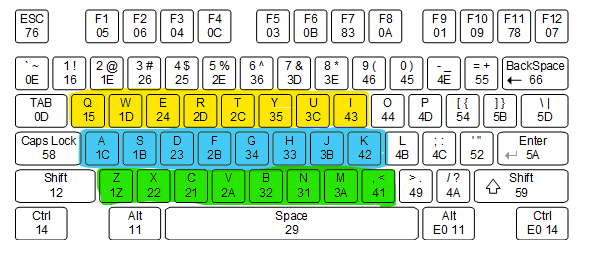 ESC F1 F2 F3 F4 F5 F6 F7 F8 F9 F10 F11 F12
76 05 06 04 0C 03 0B 83 0A 01 09 78 07
` ~ 1 ! 2 @ 3 # 4 $ 5 % 6 ^ 7 & 8 * 9 ( 0 ) - _ = + BackSpace
0E 16 1E 26 25 2E 36 3D 3E 46 45 4E 55 ← 66
TAB Q W E R T Y U I O P [ { ] } \ |
0D 15 1D 24 2D 2C 35 3C 43 44 4D 54 5B 5D
Caps Lock A S D F G H J K L ; : ' " Enter
58 1C 1B 23 2B 34 33 3B 42 4B 4C 52 ↵ 5A
Shift Z X C V B N M , < > . / ? ⇧ Shift
12 1Z 22 21 2A 32 31 3A 41 49 4A 59
Ctrl Alt Space Alt Ctrl
14 11 29 E0 11 E0 14